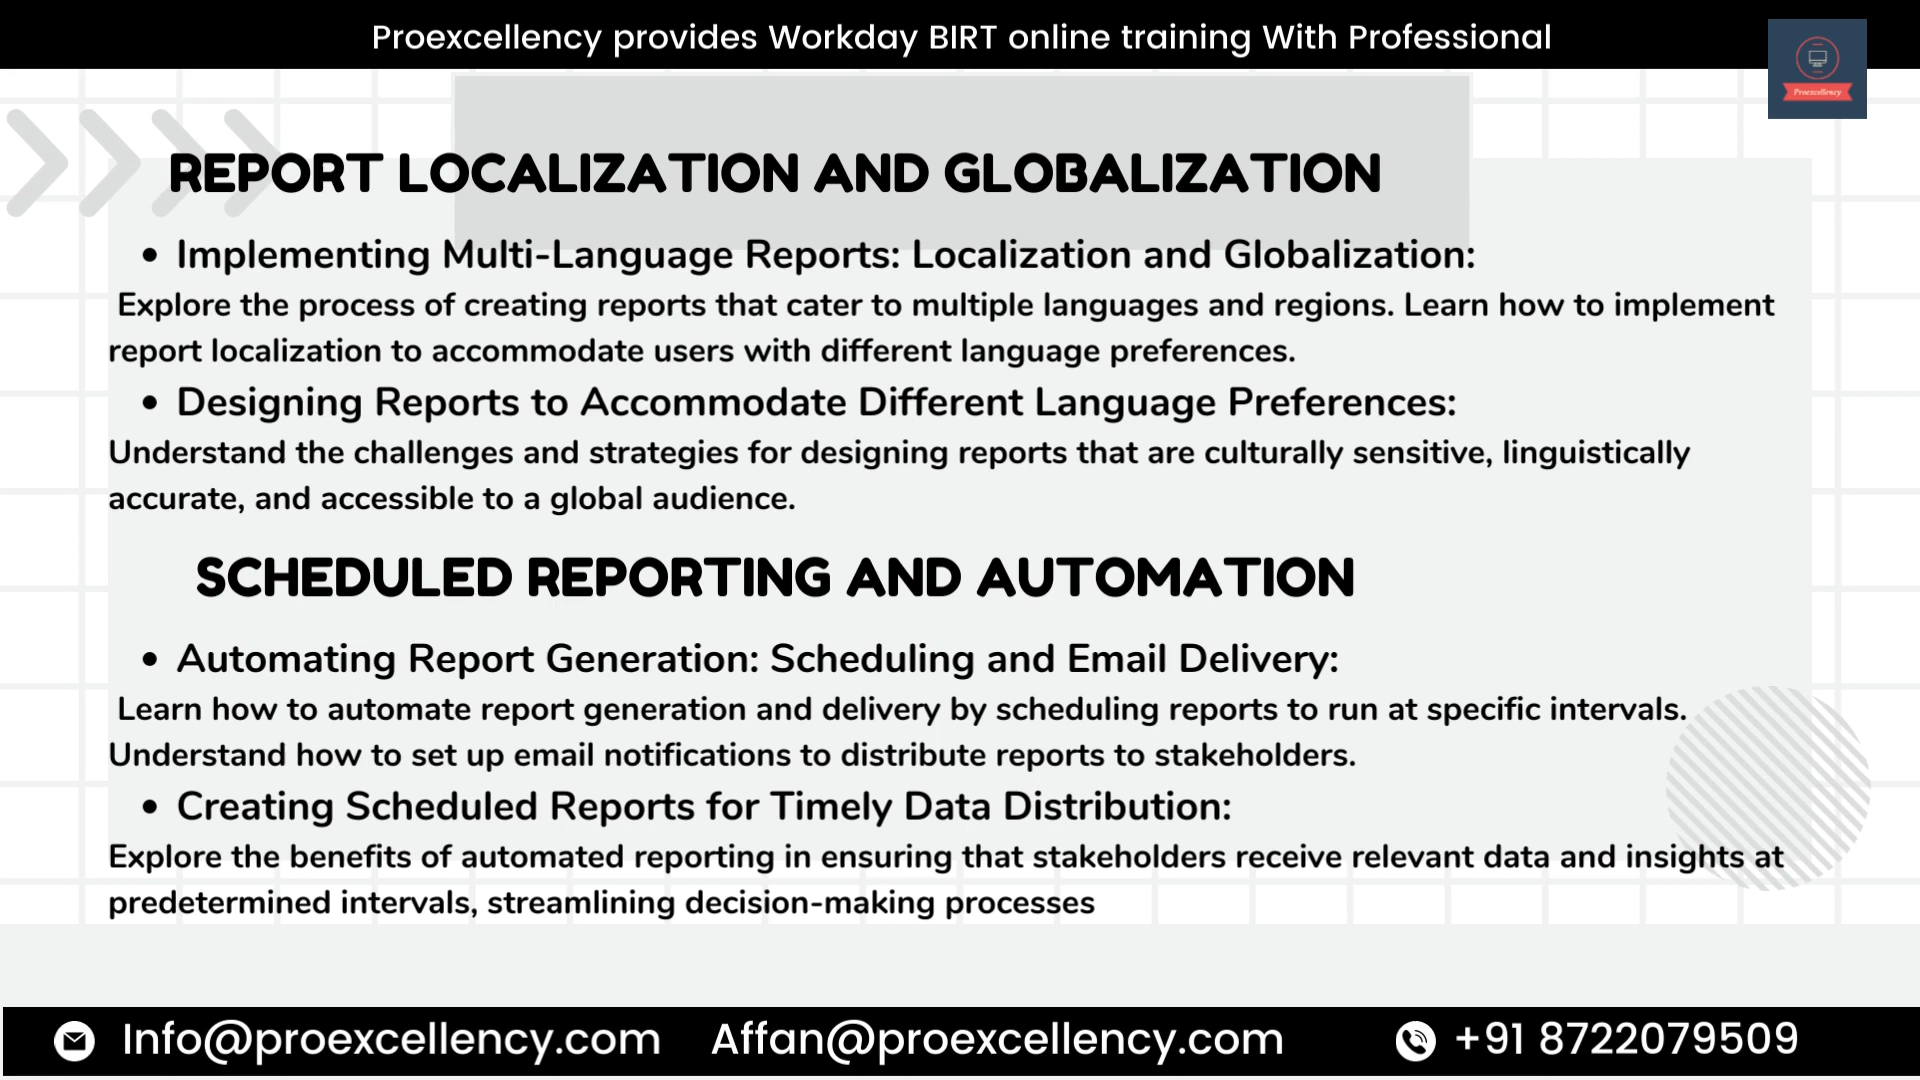 Proexcellency provides Workday BIRT online training With Professional
Proexcellency
REPORT LOCALIZATION AND GLOBALIZATION
• Implementing Multi-Language Reports: Localization and Globalization:
Explore the process of creating reports that cater to multiple languages and regions. Learn how to implement
report localization to accommodate users with different language preferences.
• Designing Reports to Accommodate Different Language Preferences:
Understand the challenges and strategies for designing reports that are culturally sensitive, linguistically
accurate, and accessible to a global audience.
SCHEDULED REPORTING AND AUTOMATION
• Automating Report Generation: Scheduling and Email Delivery:
Learn how to automate report generation and delivery by scheduling reports to run at specific intervals.
Understand how to set up email notifications to distribute reports to stakeholders.
• Creating Scheduled Reports for Timely Data Distribution:
Explore the benefits of automated reporting in ensuring that stakeholders receive relevant data and insights at
predetermined intervals, streamlining decision-making processes
Info@proexcellency.com Affan@proexcellency.com +91 8722079509